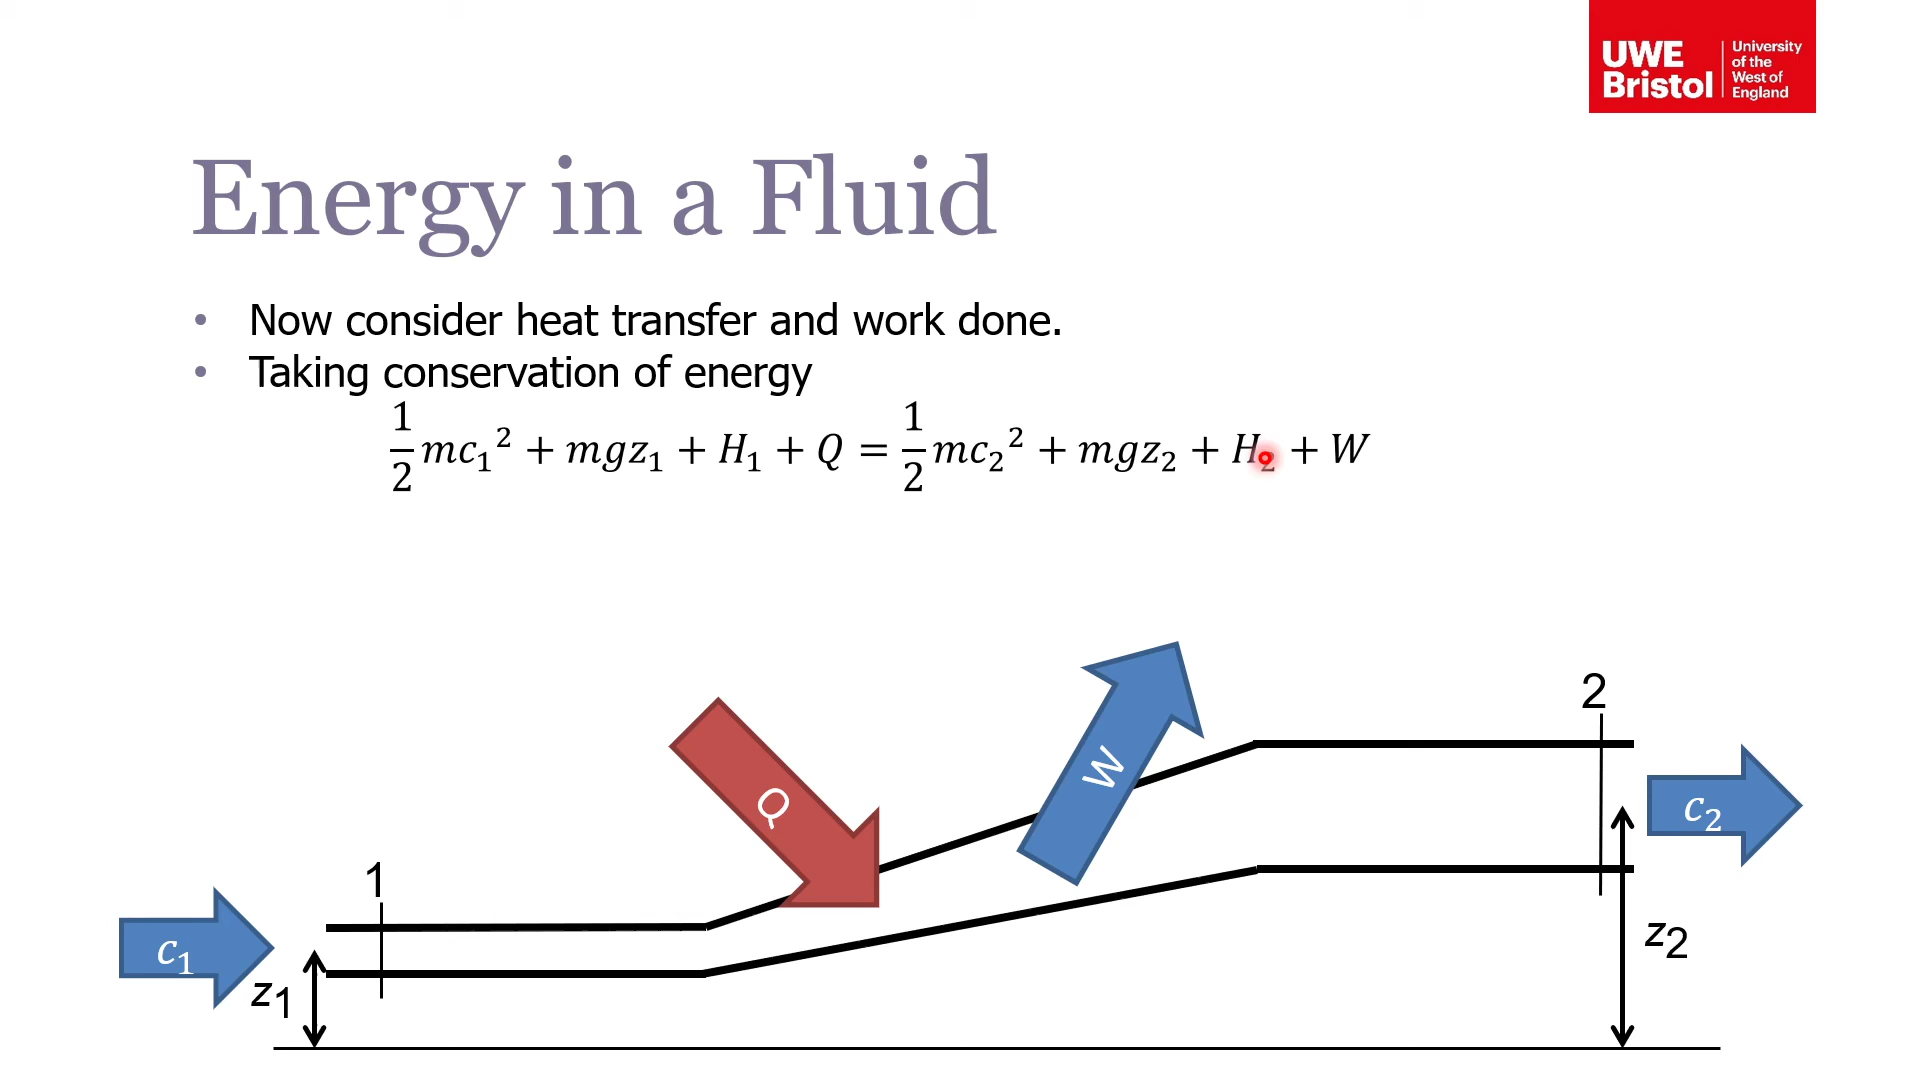 UWE
Bristol
University
of the
West of
England
Energy in a Fluid
• Now consider heat transfer and work done.
• Taking conservation of energy
1/2 mc₁² + mgz₁ + H₁ + Q = 1/2 mc₂² + mgz₂ + H₂ + W
2
W
Q
c₂
1
z2
c₁
z1